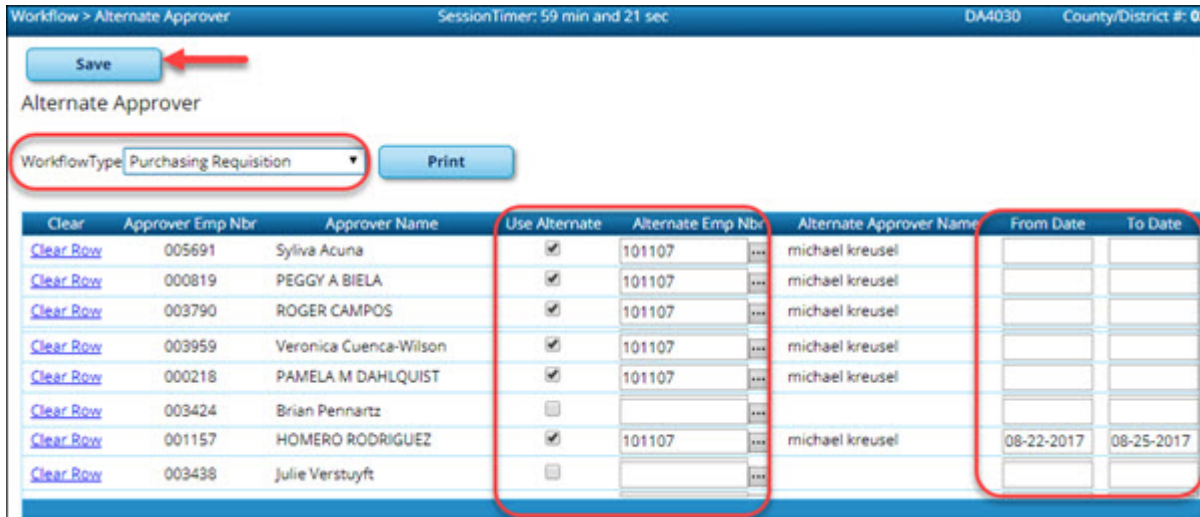 Workflow > Alternate Approver SessionTimer: 59 min and 21 sec DA4030 County/District #: 0
Save
Alternate Approver
WorkflowType Purchasing Requisition Print
Clear Approver Emp Nbr Approver Name Use Alternate Alternate Emp Nbr Alternate Approver Name From Date To Date
Clear Row 005691 Syliva Acuna 101107 ... michael kreusel
Clear Row 000819 PEGGY A BIELA 101107 ... michael kreusel
Clear Row 003790 ROGER CAMPOS 101107 ... michael kreusel
Clear Row 003959 Veronica Cuenca-Wilson 101107 ... michael kreusel
Clear Row 000218 PAMELA M DAHLQUIST 101107 ... michael kreusel
Clear Row 003424 Brian Pennartz ...
Clear Row 001157 HOMERO RODRIGUEZ 101107 ... michael kreusel 08-22-2017 08-25-2017
Clear Row 003438 Julie Verstuyft ...